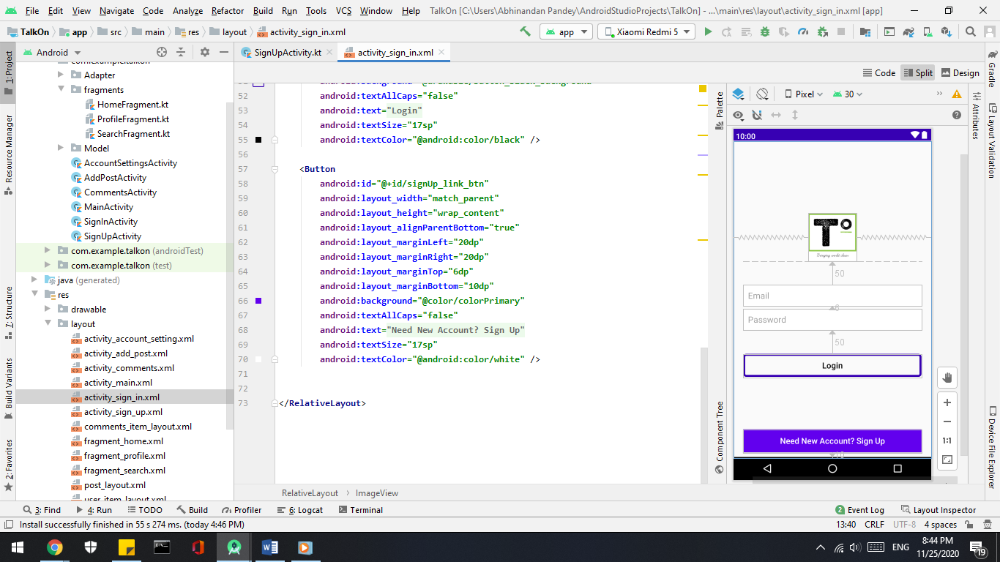 File Edit View Navigate Code Analyze Refactor Build Run Tools VCS Window Help TalkOn [C:\Users\Abhinandan Pandey\AndroidStudioProjects\TalkOn] - ...\main\res\layout\activity_sign_in.xml [app]
TalkOn app src main res layout activity_sign_in.xml
app Xiaomi Redmi 5
Android
SignUpActivity.kt activity_sign_in.xml
Code Split Design
1: Project
Resource Manager
7: Structure
Build Variants
2: Favorites
com.example.talkon
Adapter
fragments
HomeFragment.kt
ProfileFragment.kt
SearchFragment.kt
Model
AccountSettingsActivity
AddPostActivity
CommentsActivity
MainActivity
SignInActivity
SignUpActivity
com.example.talkon (androidTest)
com.example.talkon (test)
java (generated)
res
drawable
layout
activity_account_setting.xml
activity_add_post.xml
activity_comments.xml
activity_main.xml
activity_sign_in.xml
activity_sign_up.xml
comments_item_layout.xml
fragment_home.xml
fragment_profile.xml
fragment_search.xml
post_layout.xml
user_item_layout.xml
51 android:background="@drawable/button_black_background"
52 android:textAllCaps="false"
53 android:text="Login"
54 android:textSize="17sp"
55 android:textColor="@android:color/black" />
56
57 <Button
58 android:id="@+id/signUp_link_btn"
59 android:layout_width="match_parent"
60 android:layout_height="wrap_content"
61 android:layout_alignParentBottom="true"
62 android:layout_marginLeft="20dp"
63 android:layout_marginRight="20dp"
64 android:layout_marginTop="6dp"
65 android:layout_marginBottom="10dp"
66 android:background="@color/colorPrimary"
67 android:textAllCaps="false"
68 android:text="Need New Account? Sign Up"
69 android:textSize="17sp"
70 android:textColor="@android:color/white" />
71
72
73 </RelativeLayout>
RelativeLayout ImageView
Palette
Component Tree
Pixel 30
10:00
T°
50
Email
6
Password
50
Login
Need New Account? Sign Up
10
1:1
Attributes
Gradle
Layout Validation
Device File Explorer
3: Find 4: Run TODO Build Profiler 6: Logcat Terminal 2 Event Log Layout Inspector
Install successfully finished in 55 s 274 ms. (today 4:46 PM) 13:40 CRLF UTF-8 4 spaces
ENG
8:44 PM
11/25/2020
19